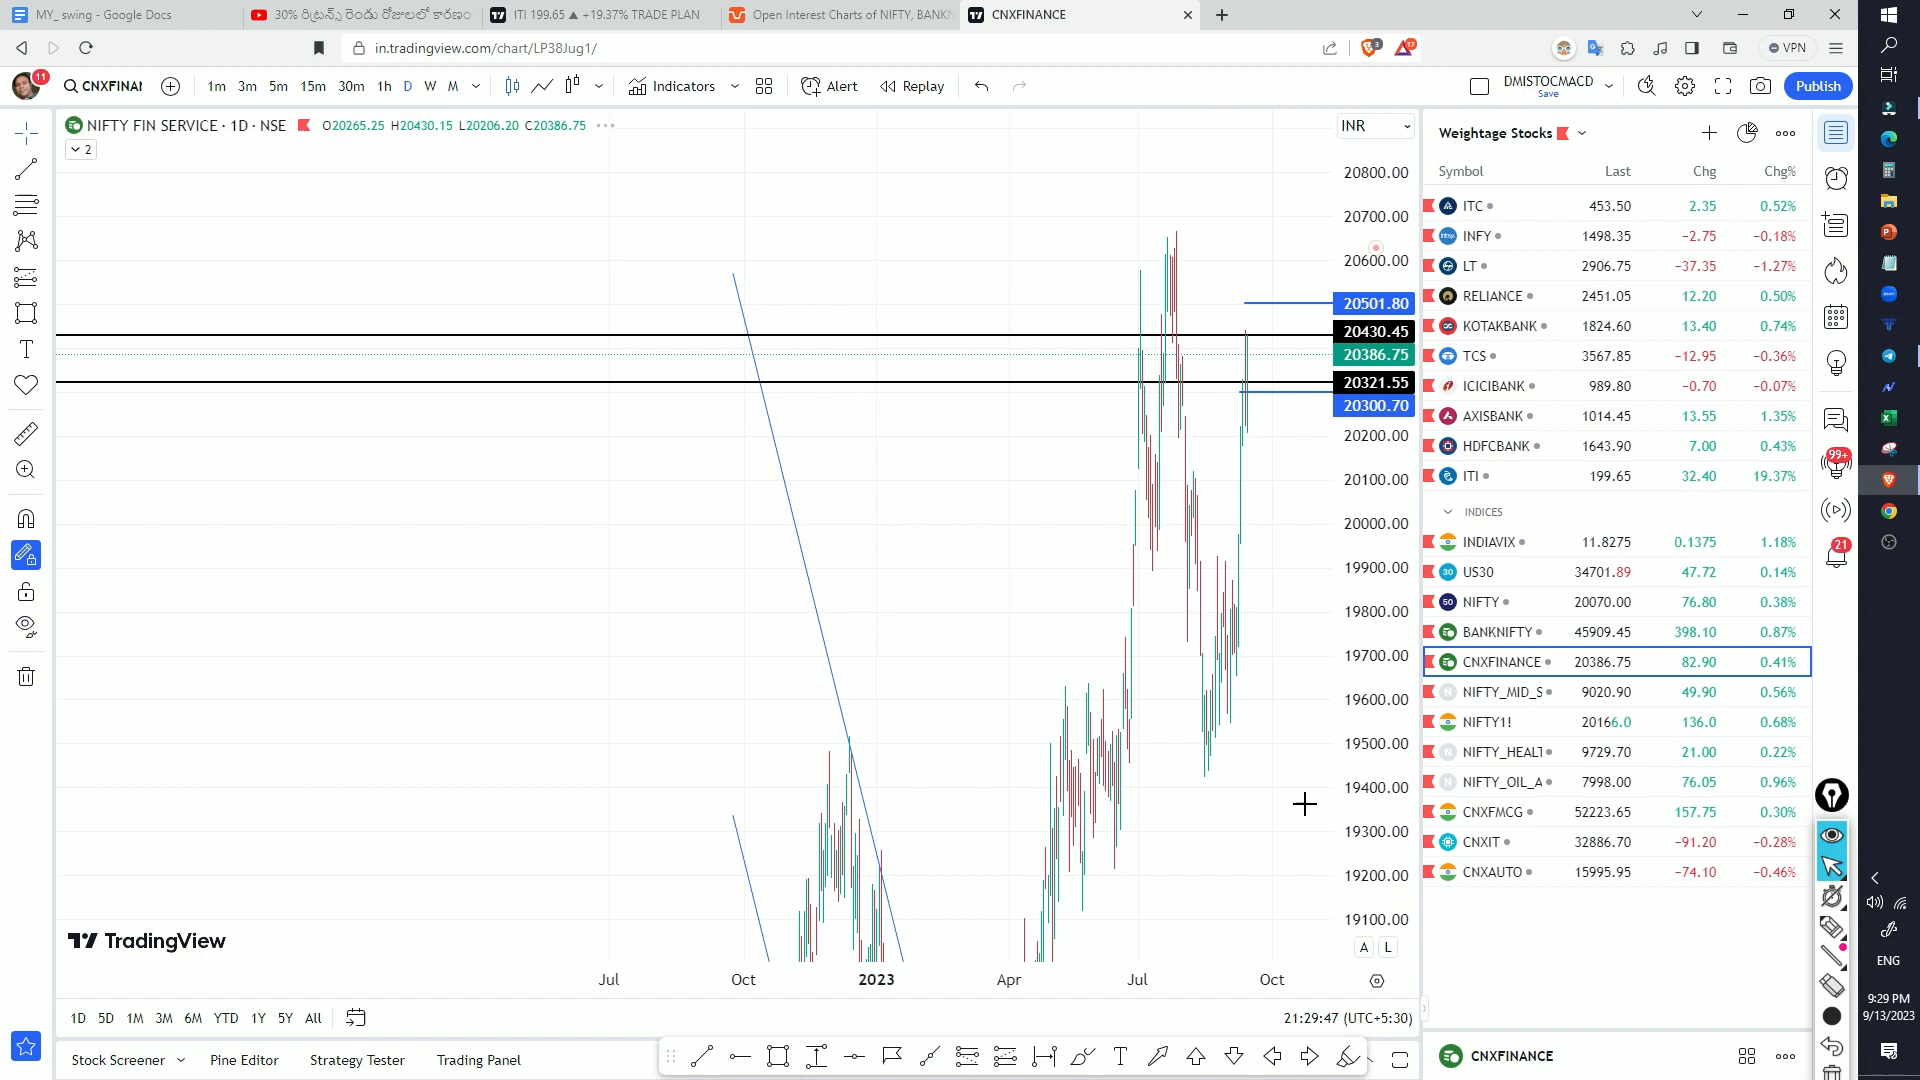 MY_ swing - Google Docs
30% రిటర్న్స్ రెండు రోజులలో కారణం
ITI 199.65 ▲ +19.37% TRADE PLAN
Open Interest Charts of NIFTY, BANKN
CNXFINANCE
in.tradingview.com/chart/LP38Jug1/
3
17
VPN
11
CNXFINAN
1m 3m 5m 15m 30m 1h D W M
Indicators
Alert
Replay
DMISTOCMACD
Save
Publish
NIFTY FIN SERVICE · 1D · NSE
O20265.25 H20430.15 L20206.20 C20386.75
2
INR
20800.00
20700.00
20600.00
20501.80
20430.45
20386.75
20321.55
20300.70
20200.00
20100.00
20000.00
19900.00
19800.00
19700.00
19600.00
19500.00
19400.00
19300.00
19200.00
19100.00
A L
TradingView
Jul Oct 2023 Apr Jul Oct
1D 5D 1M 3M 6M YTD 1Y 5Y All
21:29:47 (UTC+5:30)
Stock Screener
Pine Editor
Strategy Tester
Trading Panel
Weightage Stocks
Symbol Last Chg Chg%
ITC 453.50 2.35 0.52%
INFY 1498.35 −2.75 −0.18%
LT 2906.75 −37.35 −1.27%
RELIANCE 2451.05 12.20 0.50%
KOTAKBANK 1824.60 13.40 0.74%
TCS 3567.85 −12.95 −0.36%
ICICIBANK 989.80 −0.70 −0.07%
AXISBANK 1014.45 13.55 1.35%
HDFCBANK 1643.90 7.00 0.43%
ITI 199.65 32.40 19.37%
INDICES
INDIAVIX 11.8275 0.1375 1.18%
30 US30 34701.89 47.72 0.14%
50 NIFTY 20070.00 76.80 0.38%
BANKNIFTY 45909.45 398.10 0.87%
CNXFINANCE 20386.75 82.90 0.41%
N NIFTY_MID_S 9020.90 49.90 0.56%
NIFTY1! 20166.0 136.0 0.68%
N NIFTY_HEALT 9729.70 21.00 0.22%
N NIFTY_OIL_A 7998.00 76.05 0.96%
CNXFMCG 52223.65 157.75 0.30%
CNXIT 32886.70 −91.20 −0.28%
CNXAUTO 15995.95 −74.10 −0.46%
CNXFINANCE
99+
21
ENG
9:29 PM
9/13/2023